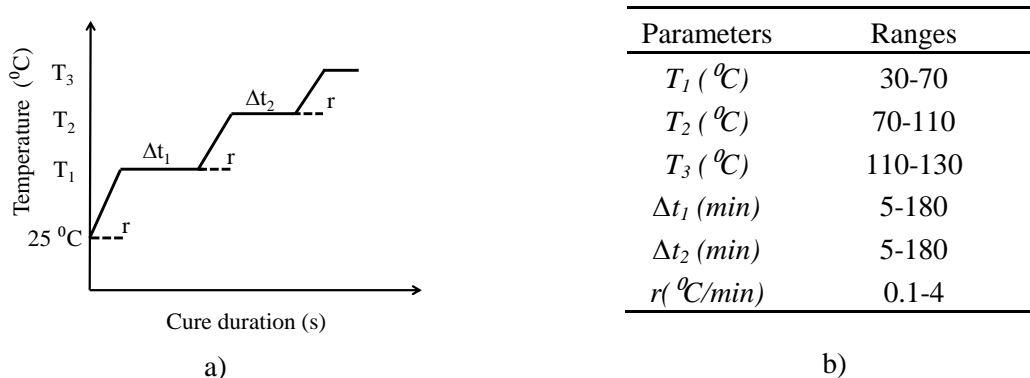 Temperature (⁰C)
T₃
T₂
T₁
25 ⁰C
Δt₁
Δt₂
r
r
r
Cure duration (s)
a)
Parameters Ranges
T₁ ( ⁰C) 30-70
T₂ ( ⁰C) 70-110
T₃ ( ⁰C) 110-130
Δt₁ (min) 5-180
Δt₂ (min) 5-180
r( ⁰C/min) 0.1-4
b)